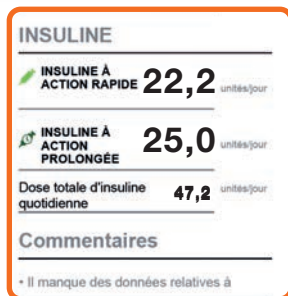 INSULINE
INSULINE À
ACTION RAPIDE 22,2 unités/jour
INSULINE À
ACTION
PROLONGÉE 25,0 unités/jour
Dose totale d'insuline
quotidienne 47,2 unités/jour
Commentaires
• Il manque des données relatives à